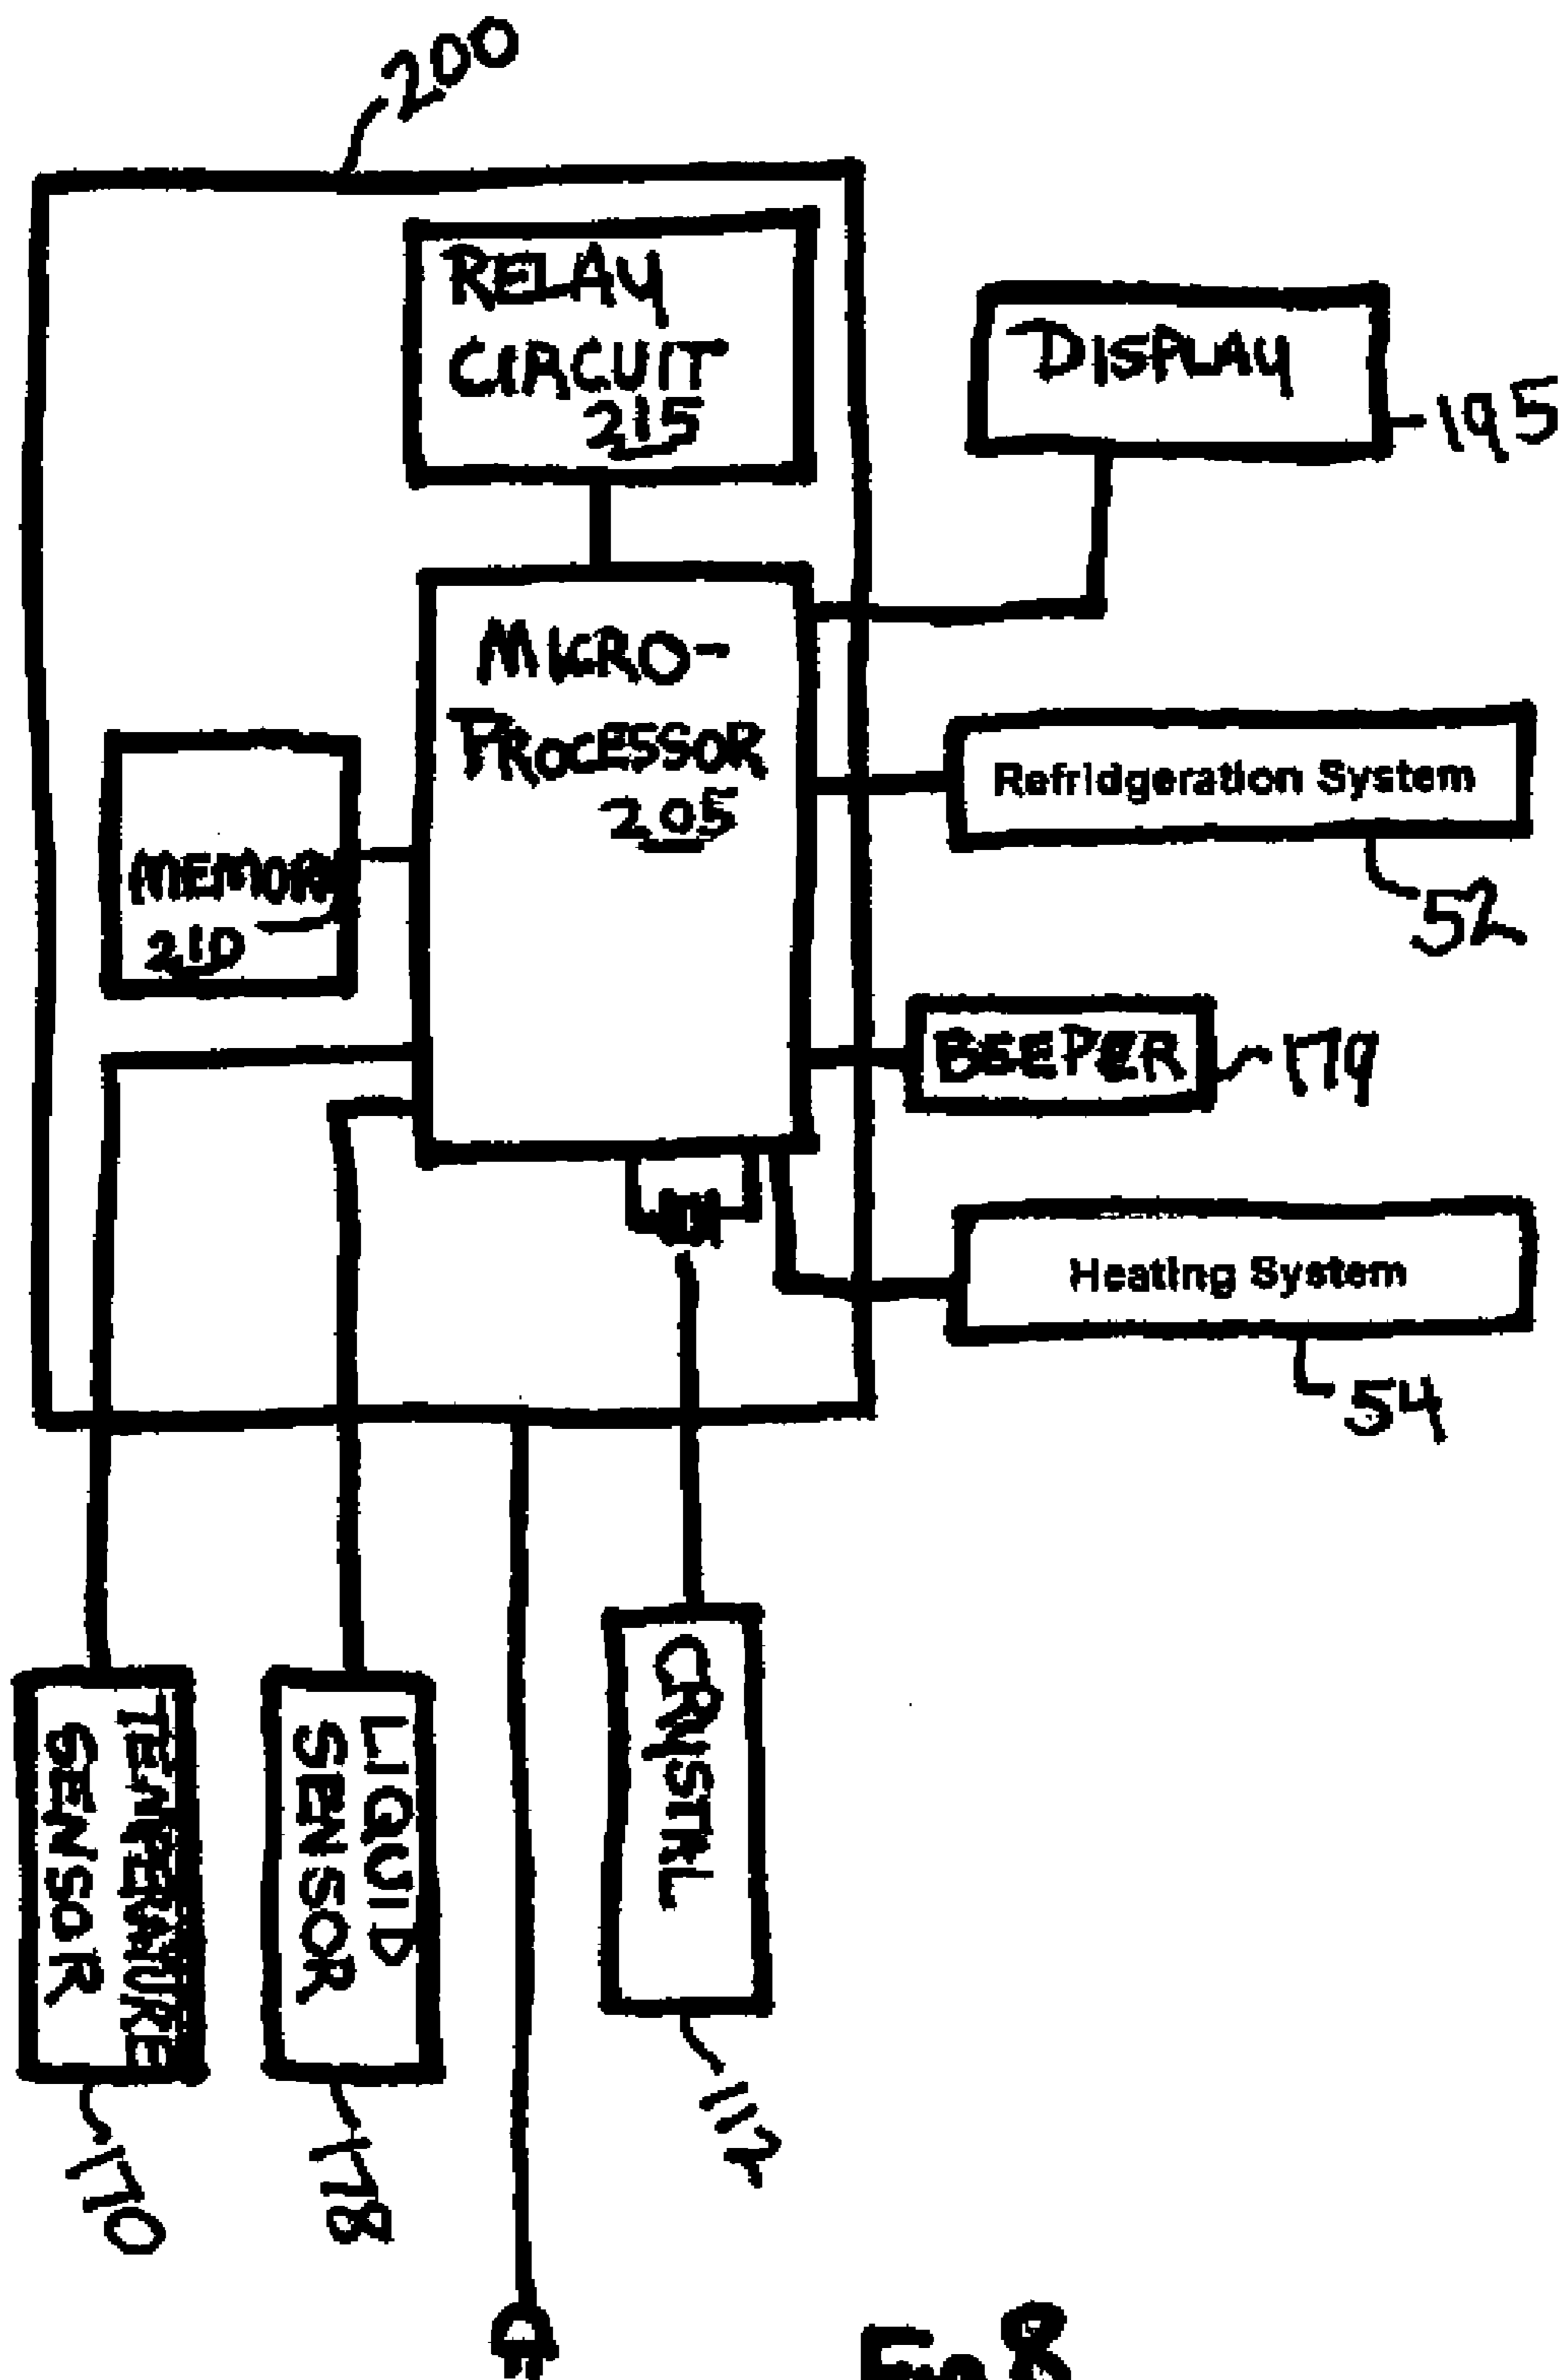 200
RELAY
CIRCUIT
215
DISPLAY
195
MICRO-
PROCESSOR
205
Refridgeration System
52
MEMORY
210
BEEPER
179
Heating System
54
CRYSTAL
112
LIQUID
SENSOR
178
TEMPERATURE
SENSOR
170
8